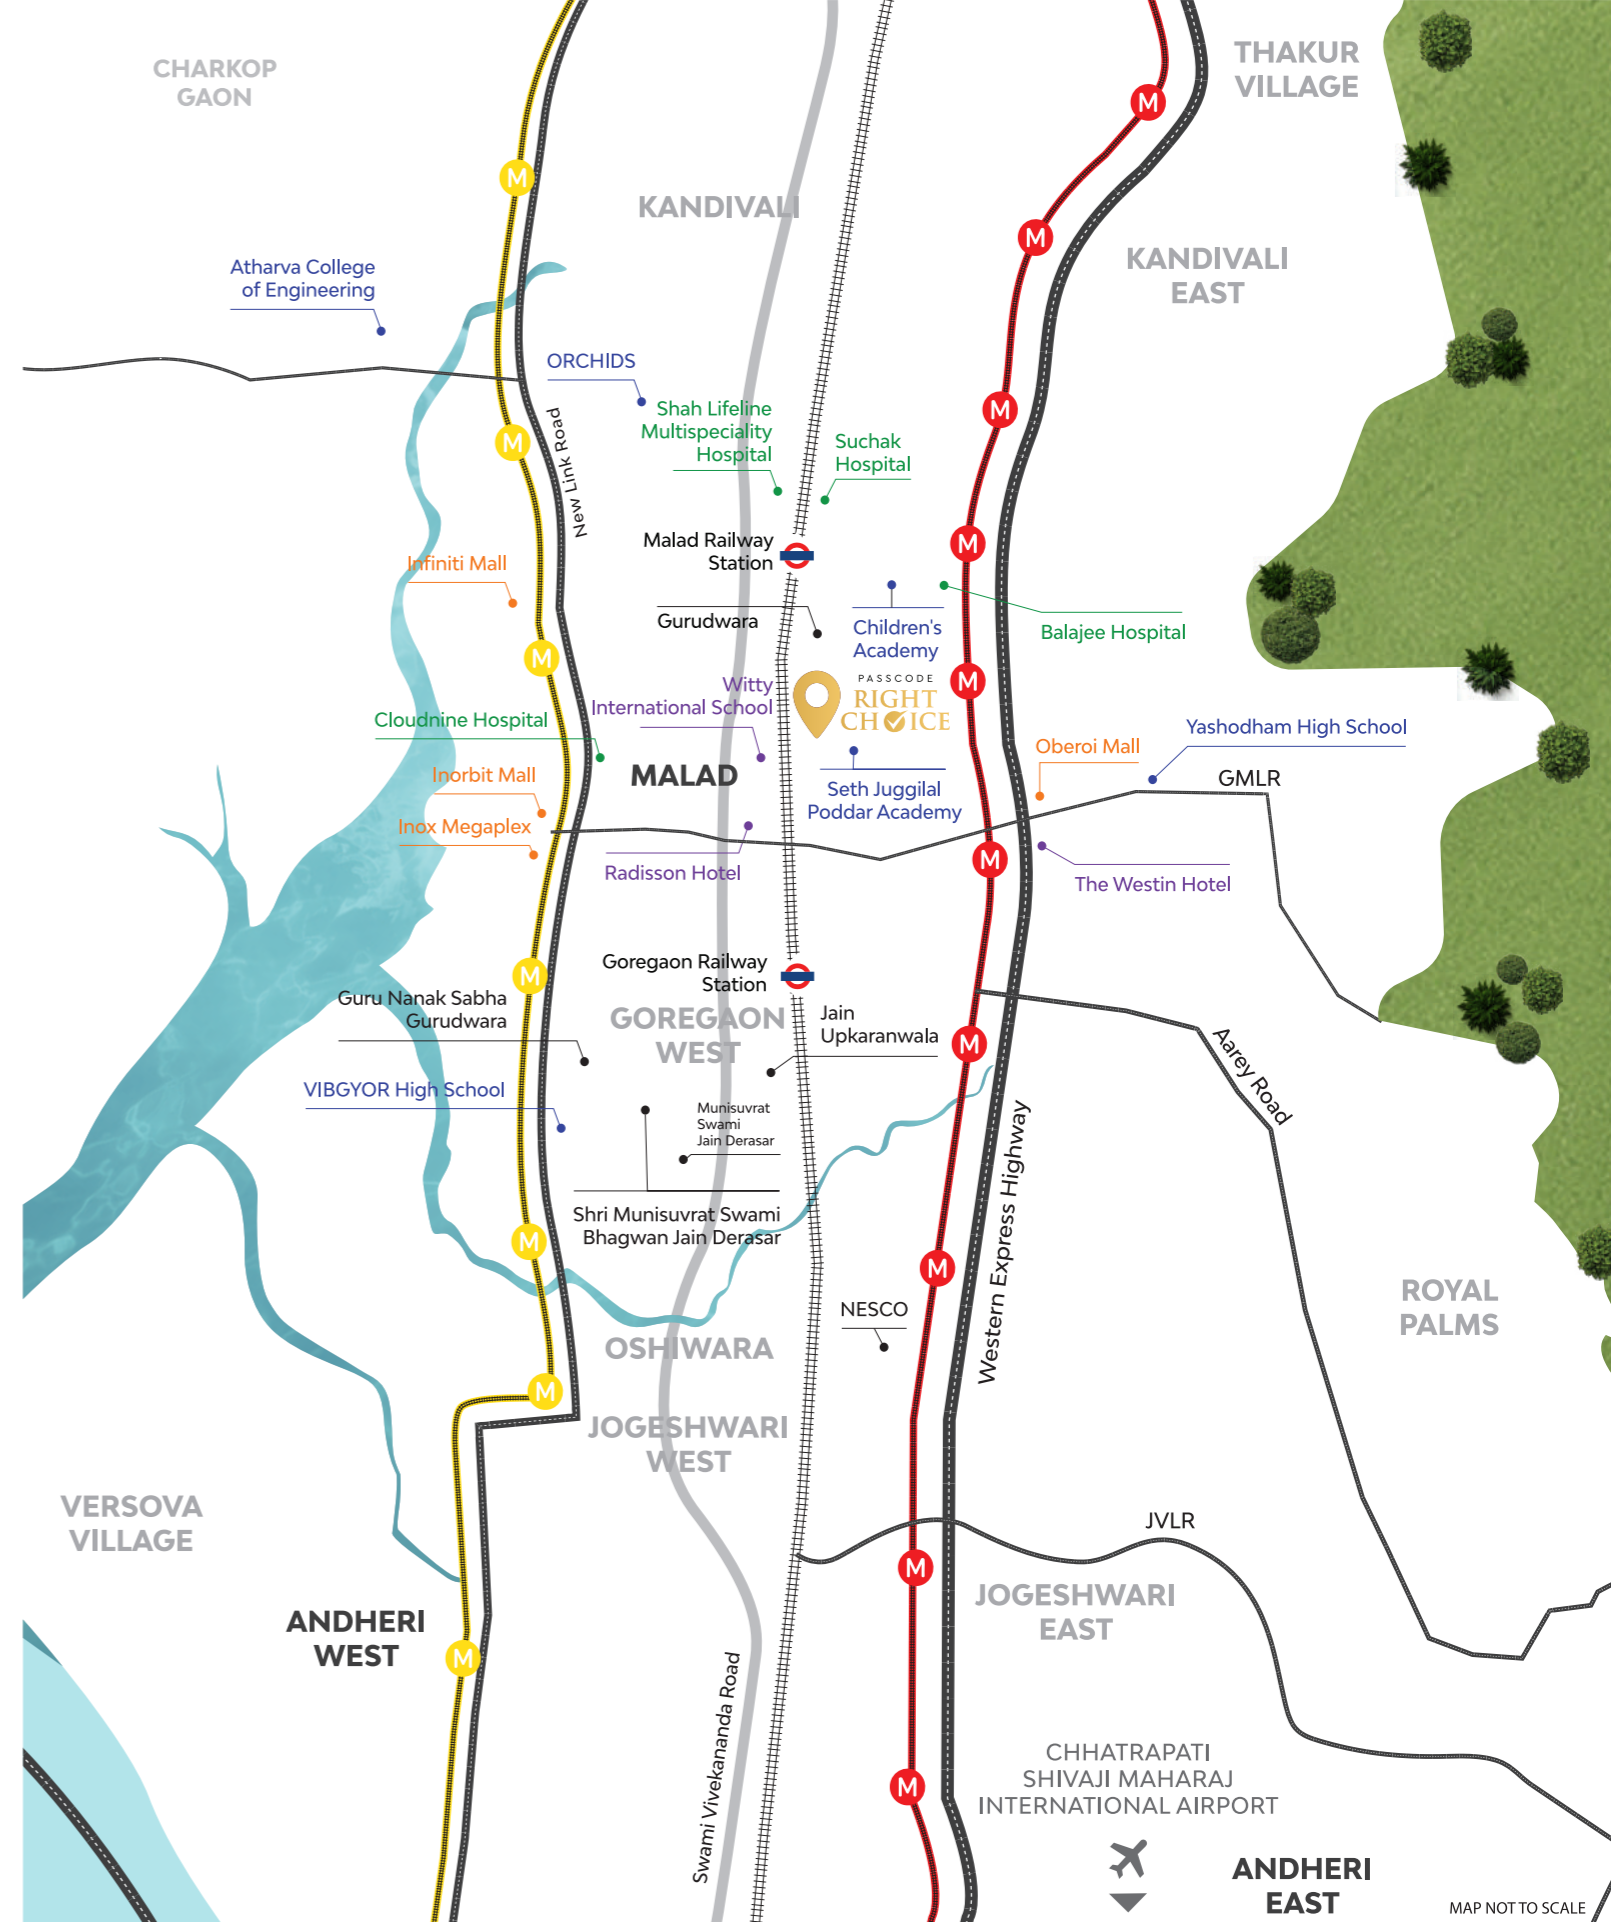 THAKUR
VILLAGE
CHARKOP
GAON
M
M
KANDIVALI
M
KANDIVALI
EAST
Atharva College
of Engineering
ORCHIDS
Shah Lifeline
Multispeciality
Hospital
M
New Link Road
M
Suchak
Hospital
Malad Railway
Station
M
Infiniti Mall
Gurudwara
Children's
Academy
Balajee Hospital
M
M
Witty
International School
PASSCODE
RIGHT
CHOICE
Cloudnine Hospital
Yashodham High School
Oberoi Mall
MALAD
Inorbit Mall
GMLR
Seth Juggilal
Poddar Academy
Inox Megaplex
M
Radisson Hotel
The Westin Hotel
Goregaon Railway
Station
M
Guru Nanak Sabha
Gurudwara
GOREGAON
WEST
Jain
Upkaranwala
M
Aarey Road
VIBGYOR High School
Munisuvrat
Swami
Jain Derasar
Western Express Highway
Shri Munisuvrat Swami
Bhagwan Jain Derasar
M
M
ROYAL
PALMS
NESCO
OSHIWARA
M
JOGESHWARI
WEST
VERSOVA
VILLAGE
JVLR
M
JOGESHWARI
EAST
ANDHERI
WEST
M
Swami Vivekananda Road
CHHATRAPATI
SHIVAJI MAHARAJ
INTERNATIONAL AIRPORT
M
ANDHERI
EAST
MAP NOT TO SCALE